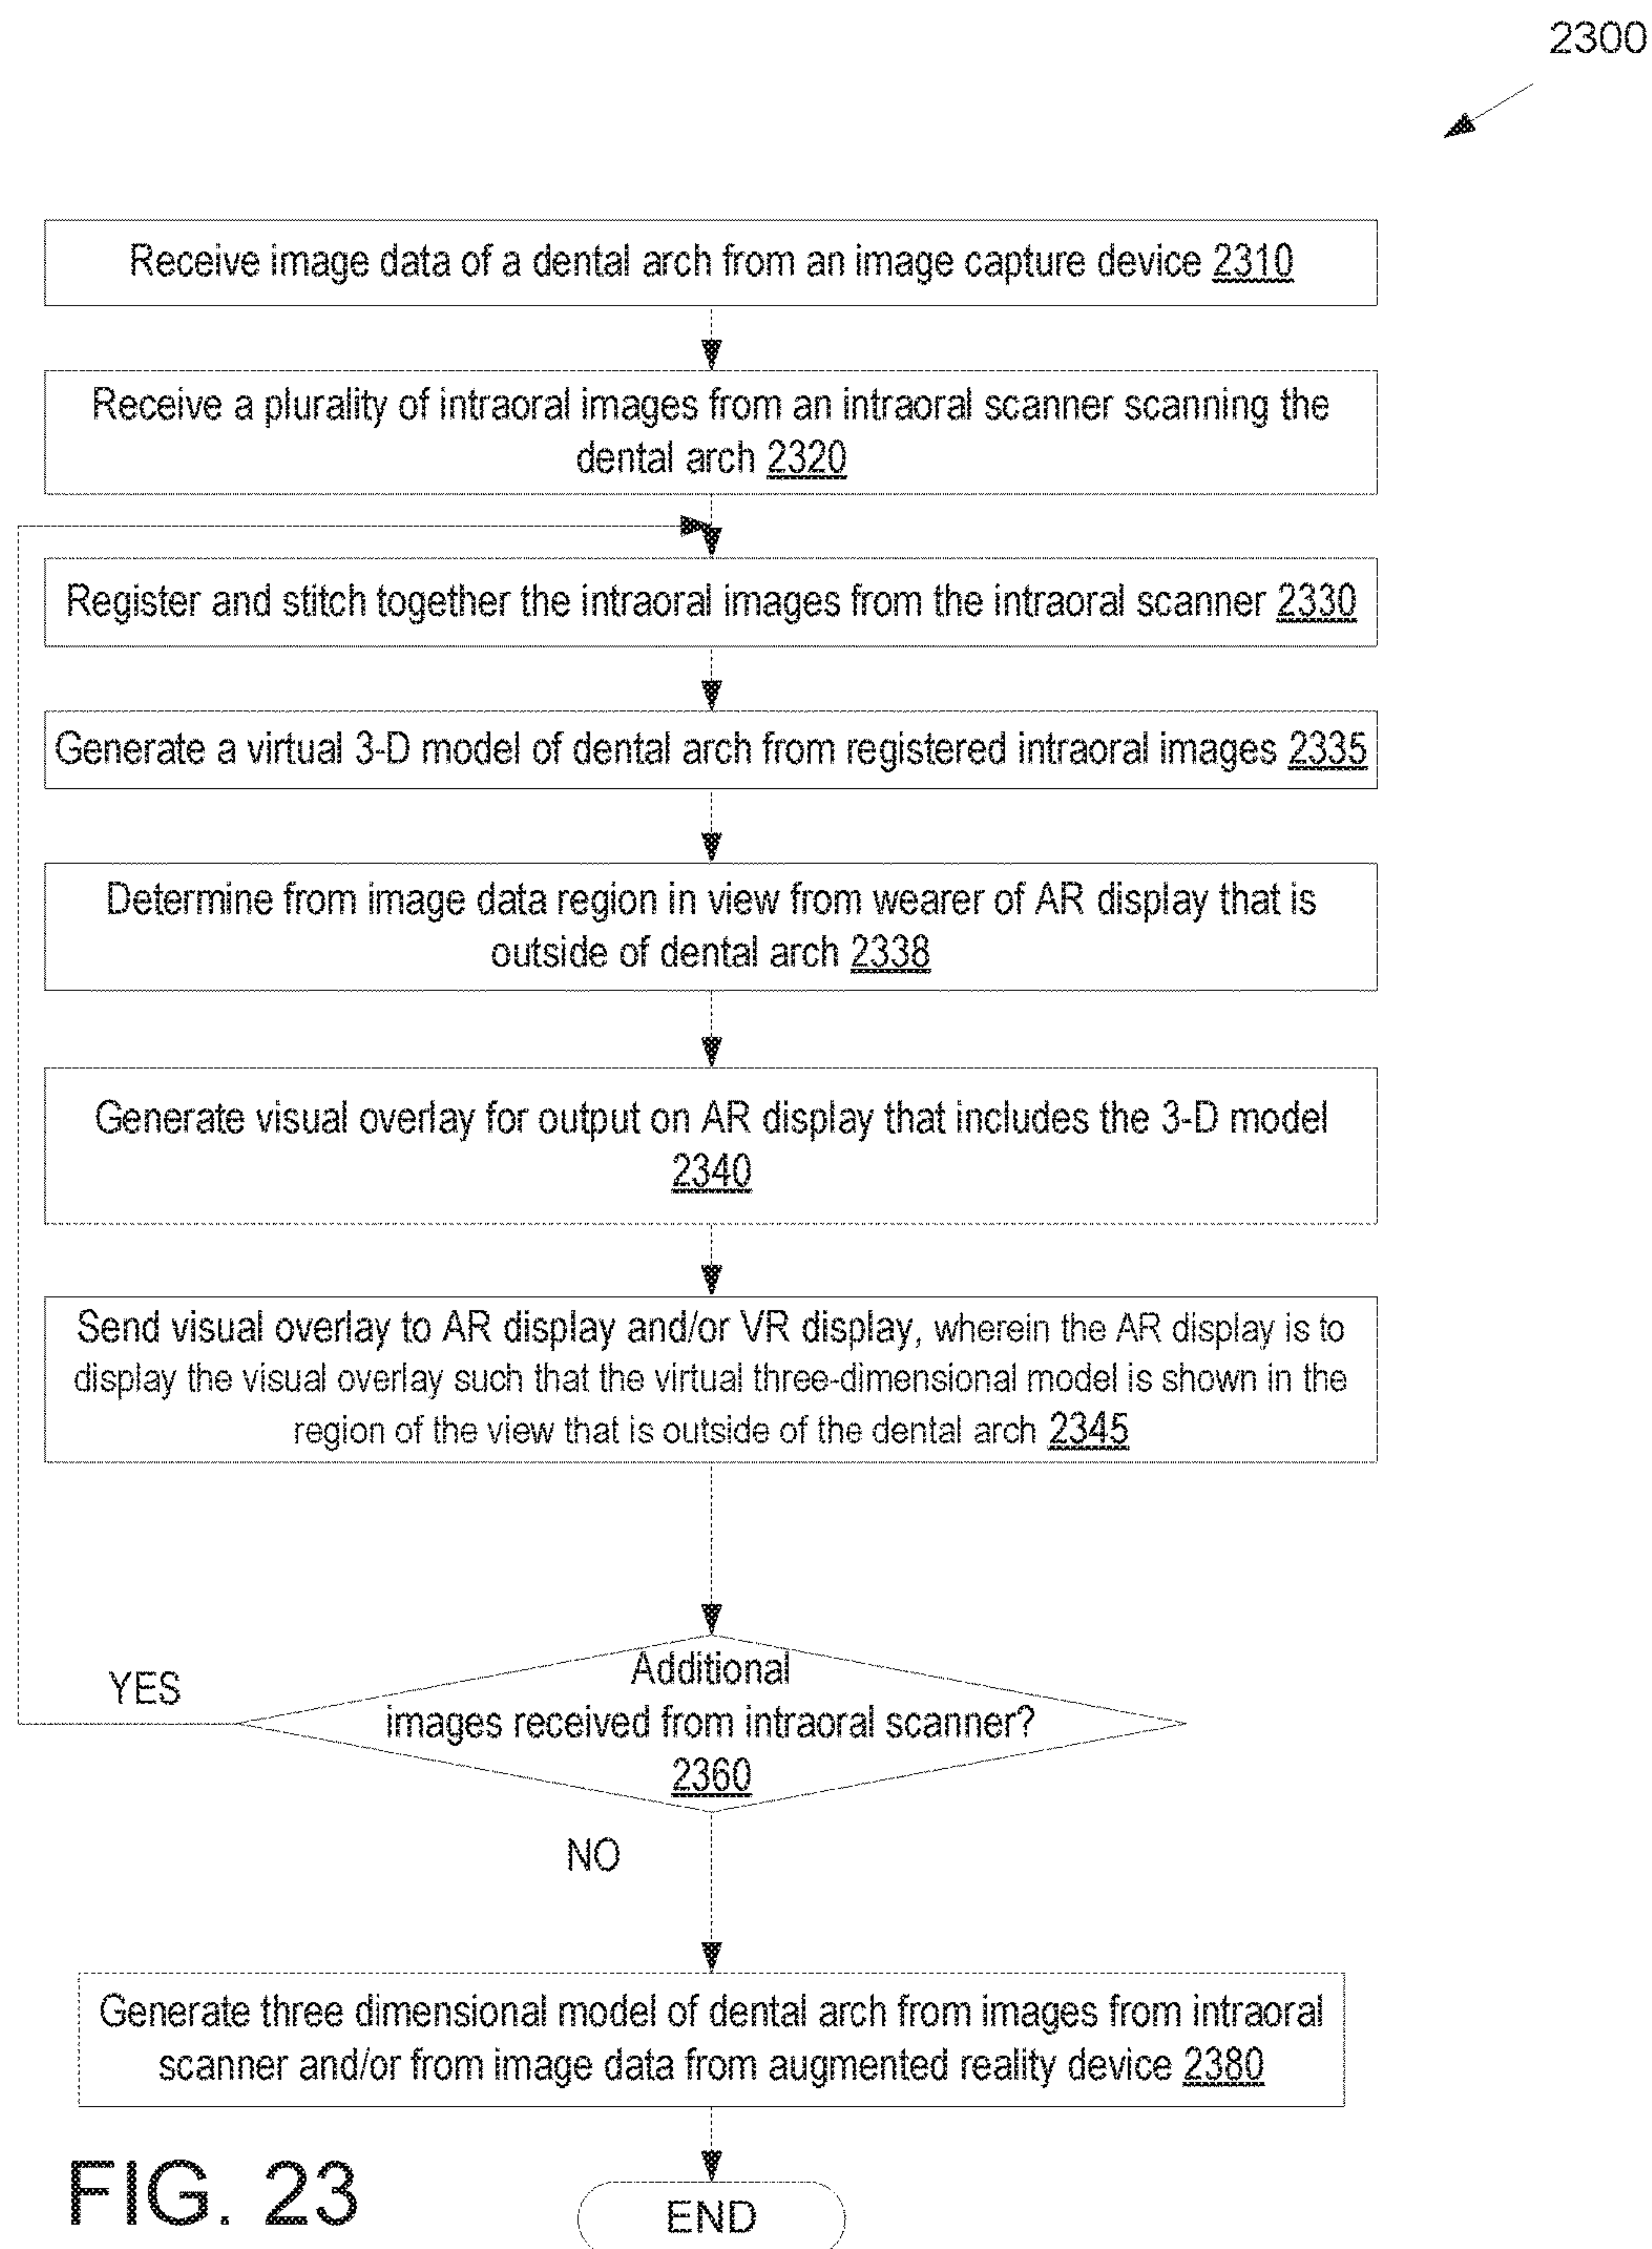 2300
Receive image data of a dental arch from an image capture device 2310
Receive a plurality of intraoral images from an intraoral scanner scanning the
dental arch 2320
Register and stitch together the intraoral images from the intraoral scanner 2330
Generate a virtual 3-D model of dental arch from registered intraoral images 2335
Determine from image data region in view from wearer of AR display that is
outside of dental arch 2338
Generate visual overlay for output on AR display that includes the 3-D model
2340
Send visual overlay to AR display and/or VR display, wherein the AR display is to
display the visual overlay such that the virtual three-dimensional model is shown in the
region of the view that is outside of the dental arch 2345
Additional
YES
images received from intraoral scanner?
2360
NO
Generate three dimensional model of dental arch from images from intraoral
scanner and/or from image data from augmented reality device 2380
FIG. 23
END